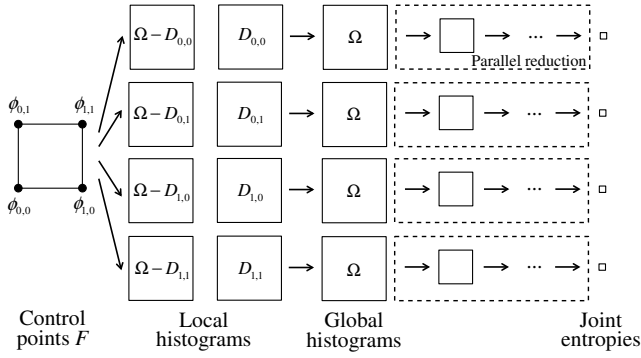 Ω − D0,0 D0,0 Ω ...
Parallel reduction
ϕ0,1 ϕ1,1
Ω − D0,1 D0,1 Ω ...
Ω − D1,0 D1,0 Ω ...
ϕ0,0 ϕ1,0
Ω − D1,1 D1,1 Ω ...
Control points F
Local histograms
Global histograms
Joint entropies